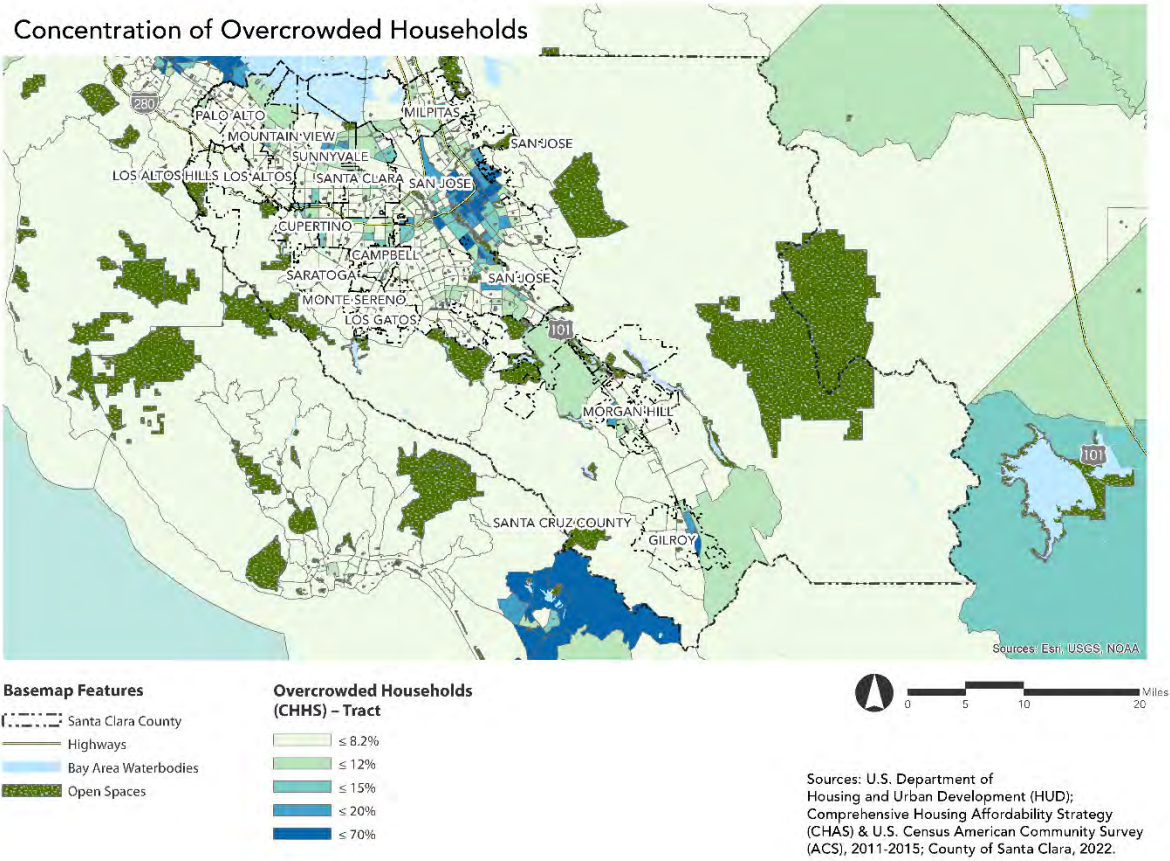 Concentration of Overcrowded Households
280
PALO ALTO
MILPITAS
MOUNTAIN VIEW
SAN JOSE
SUNNYVALE
LOS ALTOS HILLS
LOS ALTOS
SANTA CLARA
SAN JOSE
CUPERTINO
CAMPBELL
SARATOGA
SAN JOSE
MONTE SERENO
LOS GATOS
101
MORGAN HILL
101
SANTA CRUZ COUNTY
GILROY
Sources: Esri, USGS, NOAA
Basemap Features
Santa Clara County
Highways
Bay Area Waterbodies
Open Spaces
Overcrowded Households
(CHHS) – Tract
≤ 8.2%
≤ 12%
≤ 15%
≤ 20%
≤ 70%
Miles
0 5 10 20
Sources: U.S. Department of
Housing and Urban Development (HUD);
Comprehensive Housing Affordability Strategy
(CHAS) & U.S. Census American Community Survey
(ACS), 2011-2015; County of Santa Clara, 2022.